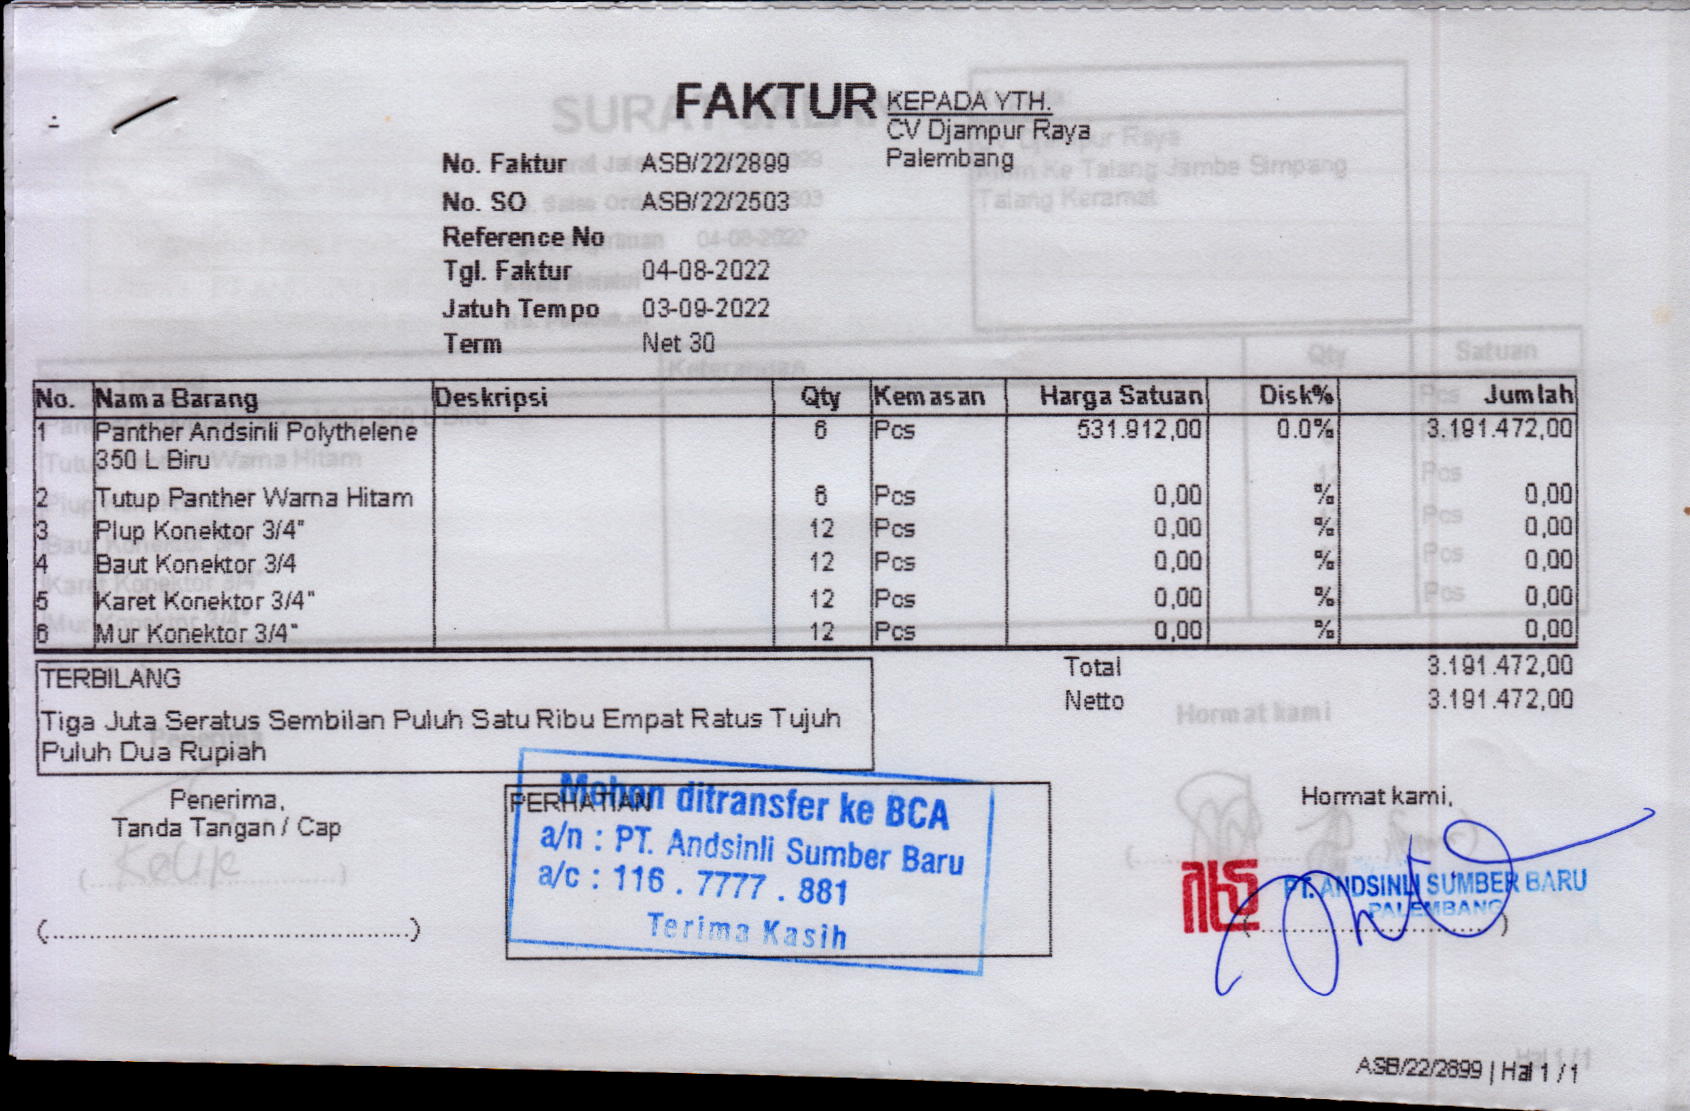 FAKTUR
KEPADA YTH.
CV Djampur Raya
Palembang
No. Faktur ASB/22/2899
No. SO ASB/22/2503
Reference No
Tgl. Faktur 04-08-2022
Jatuh Tempo 03-09-2022
Term Net 30
No. Nama Barang Deskripsi Qty Kemasan Harga Satuan Disk% Jumlah
1 Panther Andsinli Polythelene 6 Pcs 531.912,00 0.0% 3.191.472,00
350 L Biru
2 Tutup Panther Warna Hitam 6 Pcs 0,00 % 0,00
3 Plup Konektor 3/4" 12 Pcs 0,00 % 0,00
4 Baut Konektor 3/4 12 Pcs 0,00 % 0,00
5 Karet Konektor 3/4" 12 Pcs 0,00 % 0,00
6 Mur Konektor 3/4" 12 Pcs 0,00 % 0,00
Total 3.191.472,00
Netto 3.191.472,00
TERBILANG
Tiga Juta Seratus Sembilan Puluh Satu Ribu Empat Ratus Tujuh
Puluh Dua Rupiah
Penerima,
Tanda Tangan / Cap
(................................................)
PERHATIAN
Mohon ditransfer ke BCA
a/n : PT. Andsinli Sumber Baru
a/c : 116 . 7777 . 881
Terima Kasih
Hormat kami,
PT. ANDSINLI SUMBER BARU
PALEMBANG
ASB/22/2899 | Hal 1 / 1